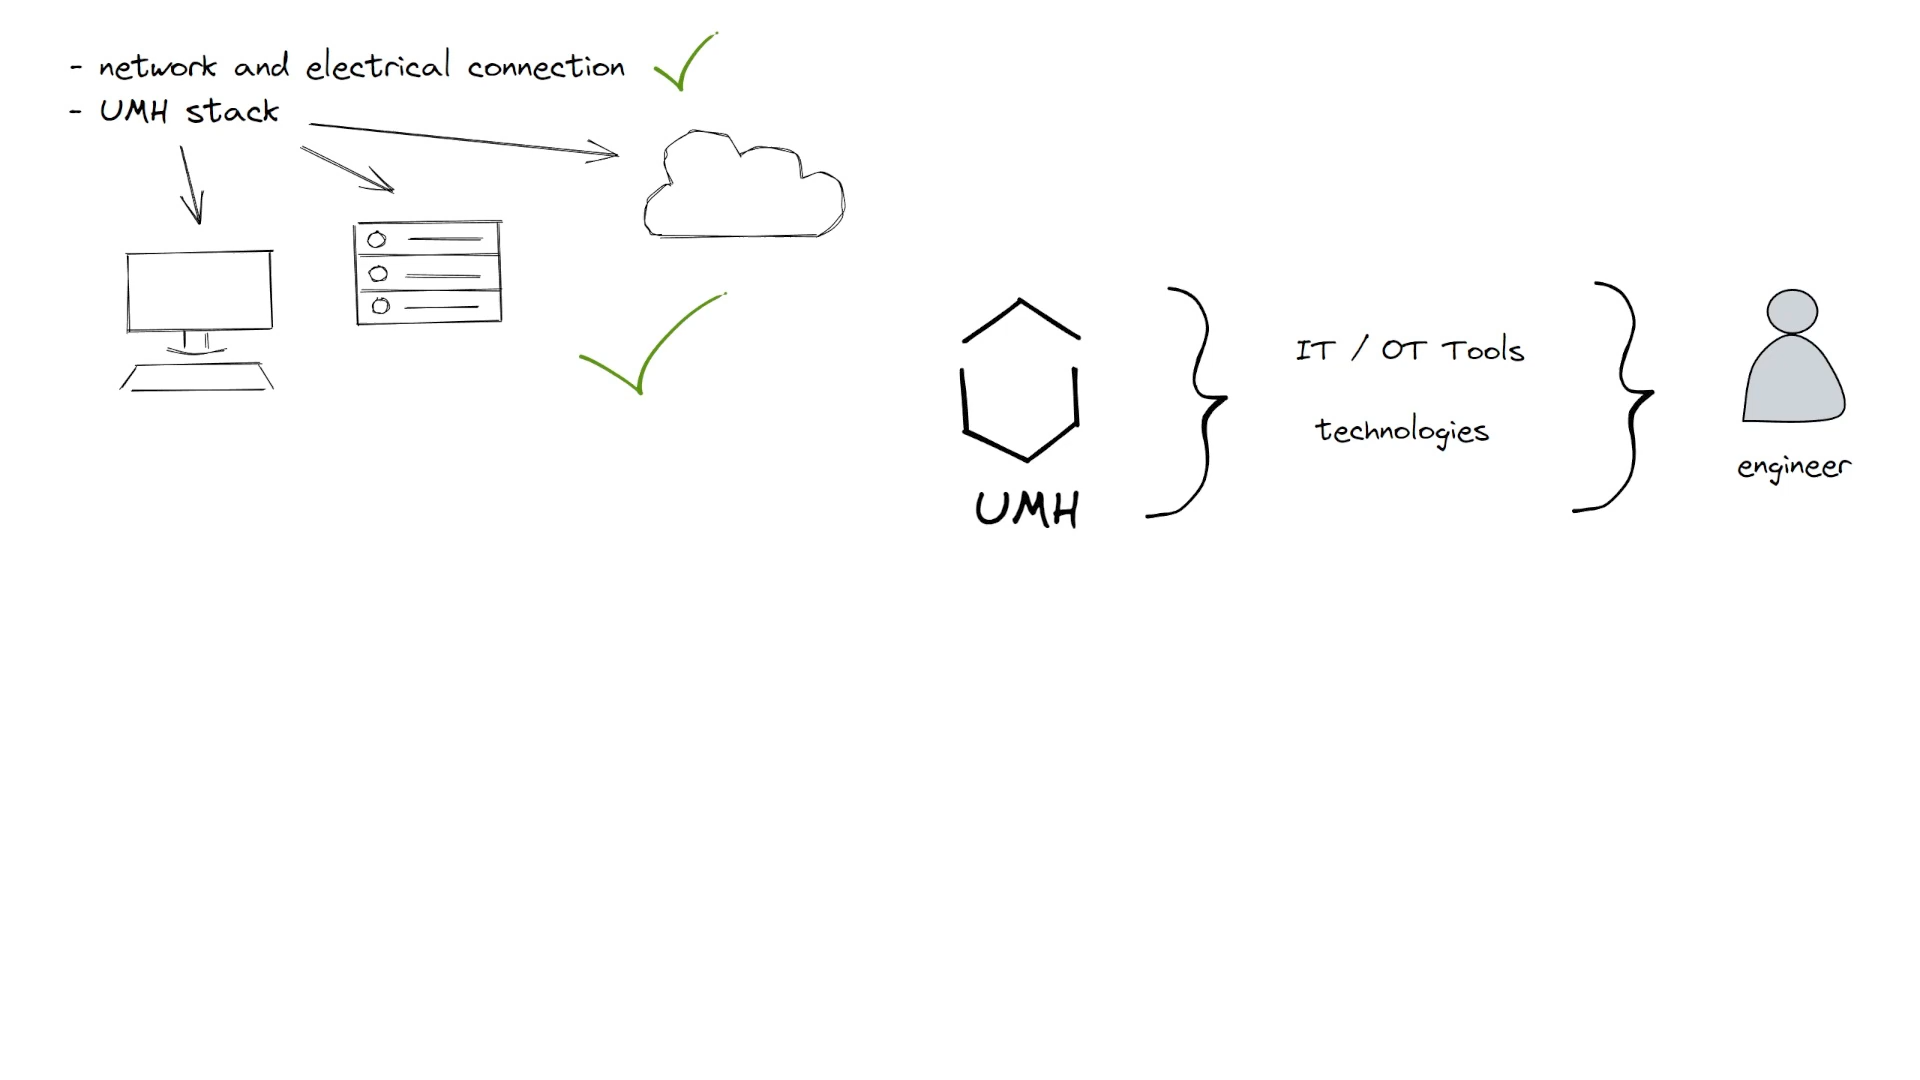 - network and electrical connection
- UMH stack
UMH
IT / OT Tools
technologies
engineer